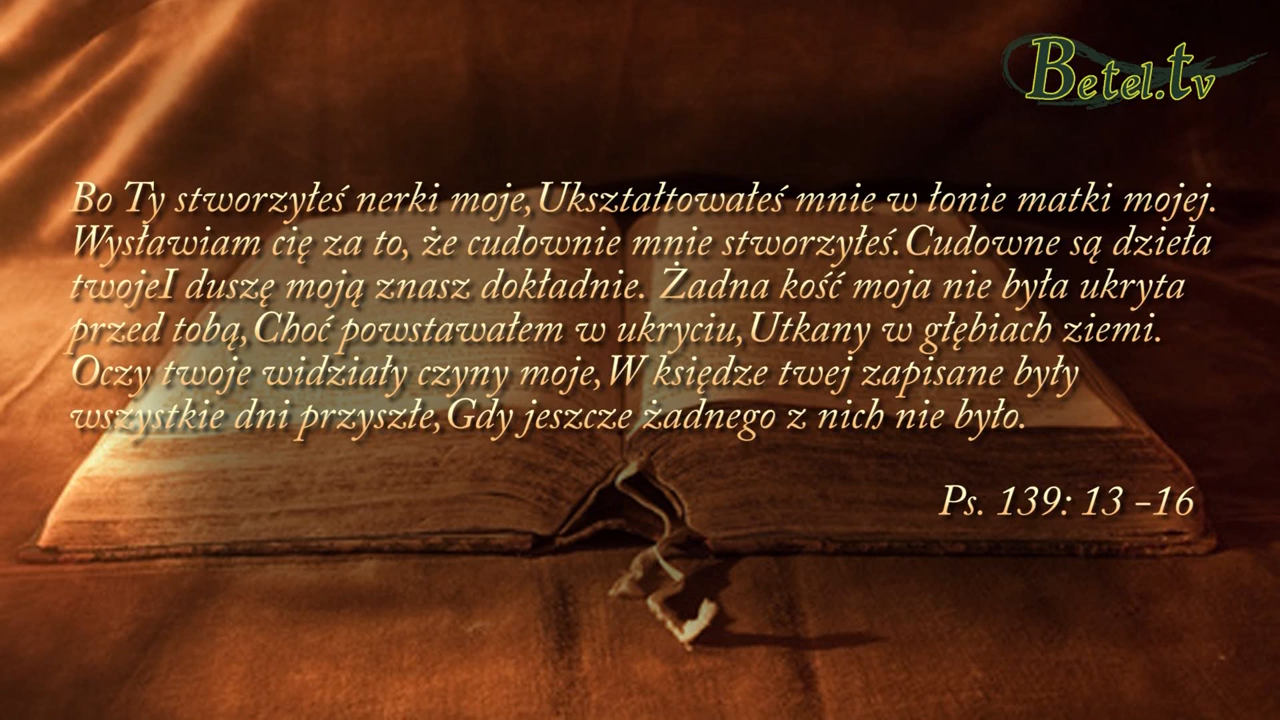 Betel.tv
Bo Ty stworzyłeś nerki moje,Ukształtowałeś mnie w łonie matki mojej.
Wysławiam cię za to, że cudownie mnie stworzyłeś.Cudowne są dzieła
twojeI duszę moją znasz dokładnie. Żadna kość moja nie była ukryta
przed tobą,Choć powstawałem w ukryciu,Utkany w głębiach ziemi.
Oczy twoje widziały czyny moje,W księdze twej zapisane były
wszystkie dni przyszłe,Gdy jeszcze żadnego z nich nie było.
Ps. 139: 13 -16